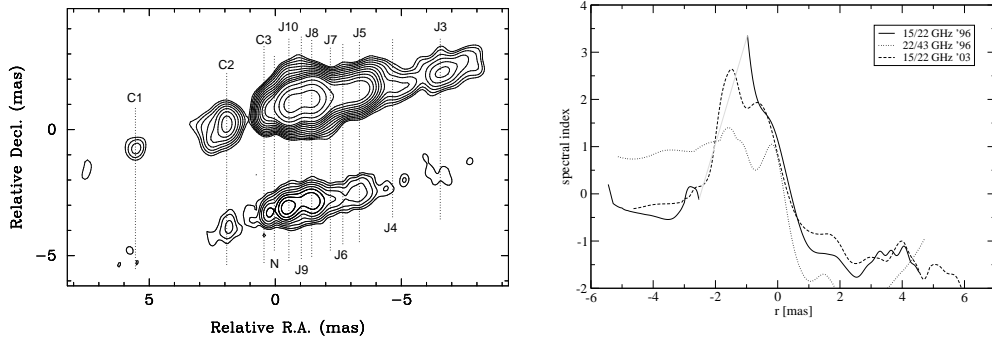 C1
C2
C3
J10
J8
J7
J5
J3
N
J9
J6
J4
0
−5
5
0
−5
Relative Decl. (mas)
Relative R.A. (mas)
15/22 GHz '96
22/43 GHz '96
15/22 GHz '03
4
3
2
1
0
-1
-2
-6
-4
-2
0
2
4
6
spectral index
r [mas]